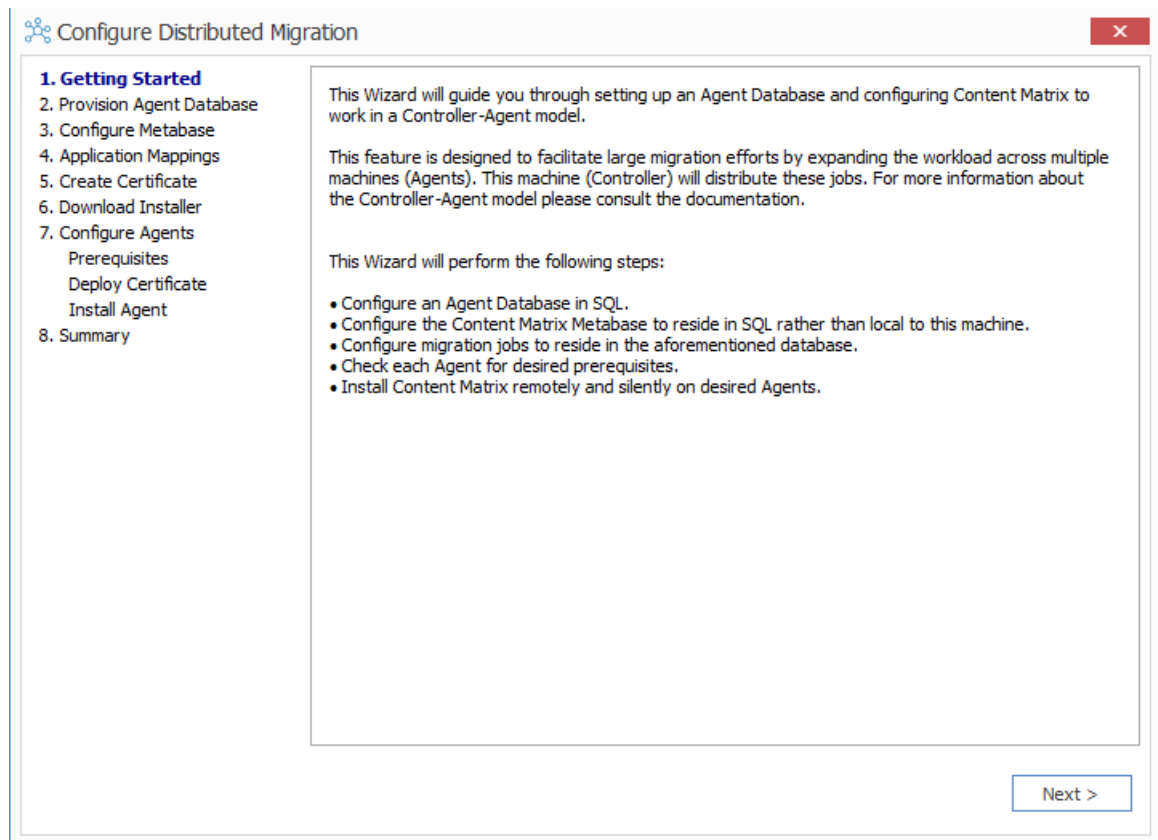 Configure Distributed Migration
1. Getting Started
2. Provision Agent Database
3. Configure Metabase
4. Application Mappings
5. Create Certificate
6. Download Installer
7. Configure Agents
Prerequisites
Deploy Certificate
Install Agent
8. Summary
This Wizard will guide you through setting up an Agent Database and configuring Content Matrix to
work in a Controller-Agent model.
This feature is designed to facilitate large migration efforts by expanding the workload across multiple
machines (Agents). This machine (Controller) will distribute these jobs. For more information about
the Controller-Agent model please consult the documentation.
This Wizard will perform the following steps:
• Configure an Agent Database in SQL.
• Configure the Content Matrix Metabase to reside in SQL rather than local to this machine.
• Configure migration jobs to reside in the aforementioned database.
• Check each Agent for desired prerequisites.
• Install Content Matrix remotely and silently on desired Agents.
Next >